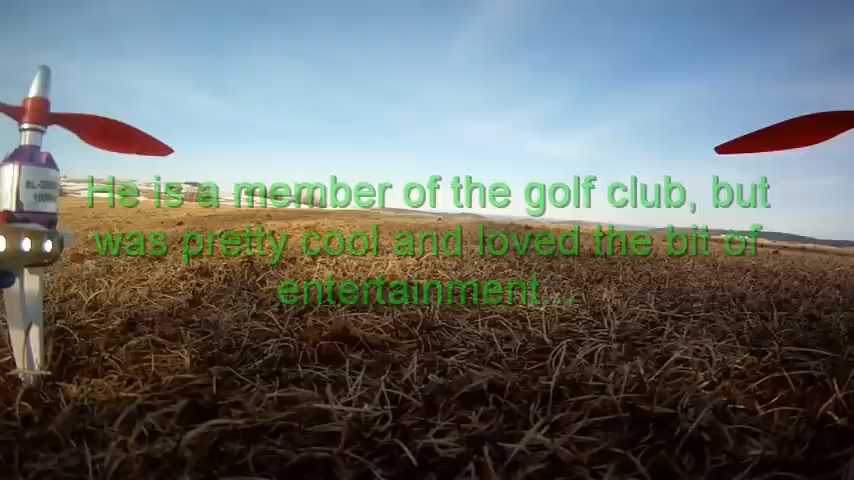 He is a member of the golf club, but
was pretty cool and loved the bit of
entertainment...